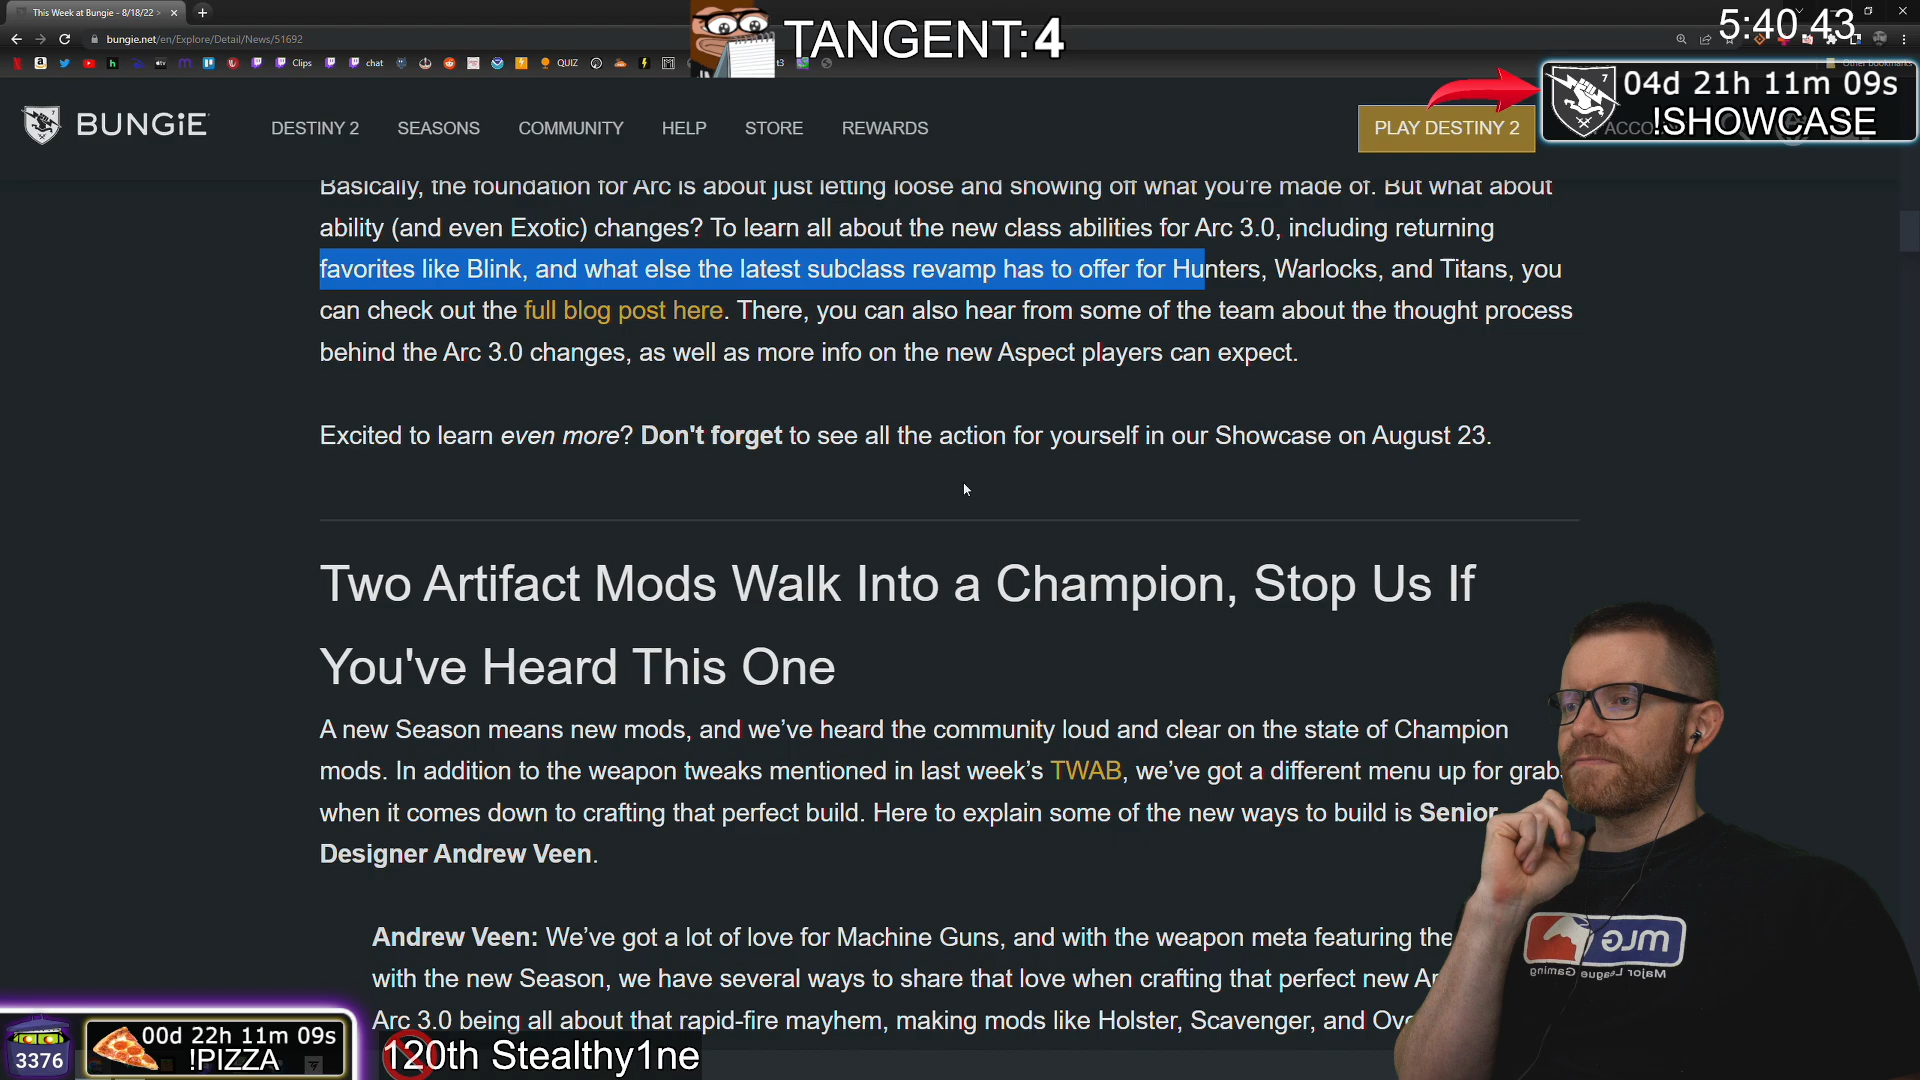 This Week at Bungie - 8/18/22 >
bungie.net/en/Explore/Detail/News/51692
TANGENT:4
5:40.43
Clips
chat
QUIZ
Other bookmarks
04d 21h 11m 09s
!SHOWCASE
BUNGiE
DESTINY 2
SEASONS
COMMUNITY
HELP
STORE
REWARDS
PLAY DESTINY 2
Basically, the foundation for Arc is about just letting loose and showing off what you're made of. But what about
ability (and even Exotic) changes? To learn all about the new class abilities for Arc 3.0, including returning
favorites like Blink, and what else the latest subclass revamp has to offer for Hunters, Warlocks, and Titans, you
can check out the full blog post here. There, you can also hear from some of the team about the thought process
behind the Arc 3.0 changes, as well as more info on the new Aspect players can expect.
Excited to learn even more? Don't forget to see all the action for yourself in our Showcase on August 23.
Two Artifact Mods Walk Into a Champion, Stop Us If
You've Heard This One
A new Season means new mods, and we’ve heard the community loud and clear on the state of Champion
mods. In addition to the weapon tweaks mentioned in last week’s TWAB, we’ve got a different menu up for grab
when it comes down to crafting that perfect build. Here to explain some of the new ways to build is Senior
Designer Andrew Veen.
Andrew Veen: We’ve got a lot of love for Machine Guns, and with the weapon meta featuring the
with the new Season, we have several ways to share that love when crafting that perfect new Ar
Arc 3.0 being all about that rapid-fire mayhem, making mods like Holster, Scavenger, and Ov
mlg
Major League Gaming
3376
00d 22h 11m 09s
!PIZZA
120th Stealthy1ne